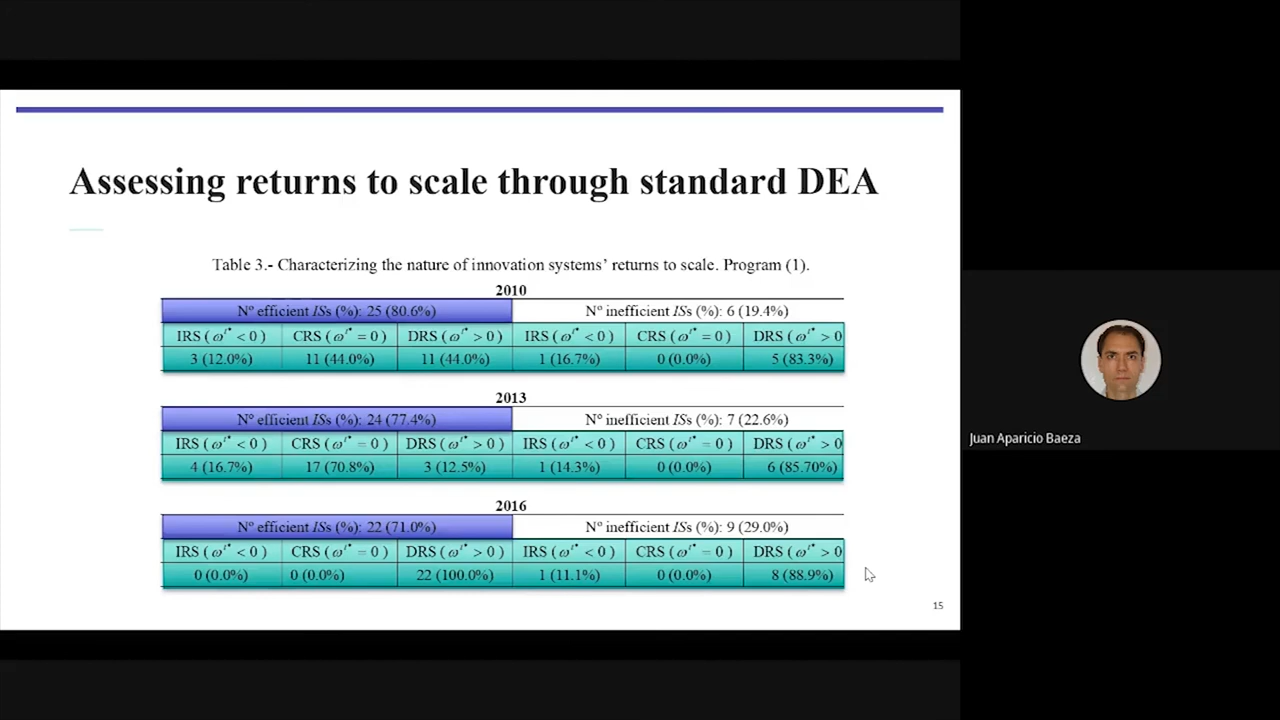 Assessing returns to scale through standard DEA
Table 3.- Characterizing the nature of innovation systems’ returns to scale. Program (1).
2010
Nº efficient ISs (%): 25 (80.6%) Nº inefficient ISs (%): 6 (19.4%)
IRS (ω^{I*} < 0) CRS (ω^{I*} = 0) DRS (ω^{I*} > 0) IRS (ω^{I*} < 0) CRS (ω^{I*} = 0) DRS (ω^{I*} > 0
3 (12.0%) 11 (44.0%) 11 (44.0%) 1 (16.7%) 0 (0.0%) 5 (83.3%)
2013
Nº efficient ISs (%): 24 (77.4%) Nº inefficient ISs (%): 7 (22.6%)
IRS (ω^{I*} < 0) CRS (ω^{I*} = 0) DRS (ω^{I*} > 0) IRS (ω^{I*} < 0) CRS (ω^{I*} = 0) DRS (ω^{I*} > 0
4 (16.7%) 17 (70.8%) 3 (12.5%) 1 (14.3%) 0 (0.0%) 6 (85.70%)
2016
Nº efficient ISs (%): 22 (71.0%) Nº inefficient ISs (%): 9 (29.0%)
IRS (ω^{I*} < 0) CRS (ω^{I*} = 0) DRS (ω^{I*} > 0) IRS (ω^{I*} < 0) CRS (ω^{I*} = 0) DRS (ω^{I*} > 0
0 (0.0%) 0 (0.0%) 22 (100.0%) 1 (11.1%) 0 (0.0%) 8 (88.9%)
15
Juan Aparicio Baeza